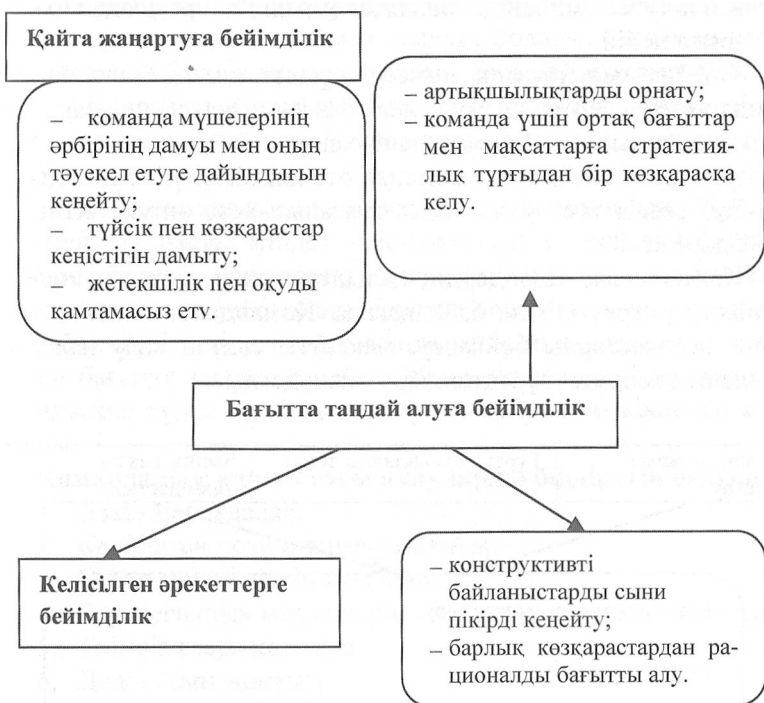 Қайта жаңартуға бейімділік
– команда мүшелерінің
әрбірінің дамуы мен оның
тәуекел етуге дайындығын
кеңейту;
– түйсік пен көзқарастар
кеңістігін дамыту;
– жетекшілік пен оқуды
қамтамасыз ету.
– артықшылықтарды орнату;
– команда үшін ортақ бағыттар
мен мақсаттарға стратегия-
лық тұрғыдан бір көзқарасқа
келу.
Бағытта таңдай алуға бейімділік
Келісілген әрекеттерге
бейімділік
– конструктивті
байланыстарды сыни
пікірді кеңейту;
– барлық көзқарастардан ра-
ционалды бағытты алу.